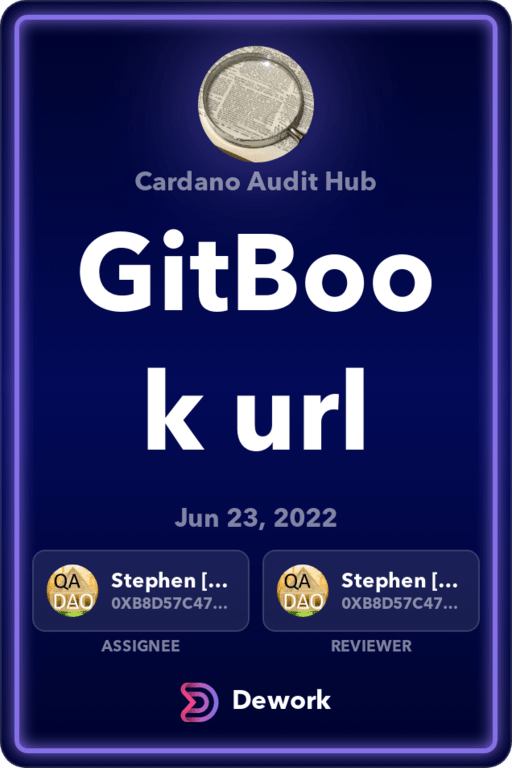 Cardano Audit Hub
GitBoo
k url
Jun 23, 2022
QA
DAO
Stephen [...
0XB8D57C47...
QA
DAO
Stephen [...
0XB8D57C47...
ASSIGNEE
REVIEWER
Dework